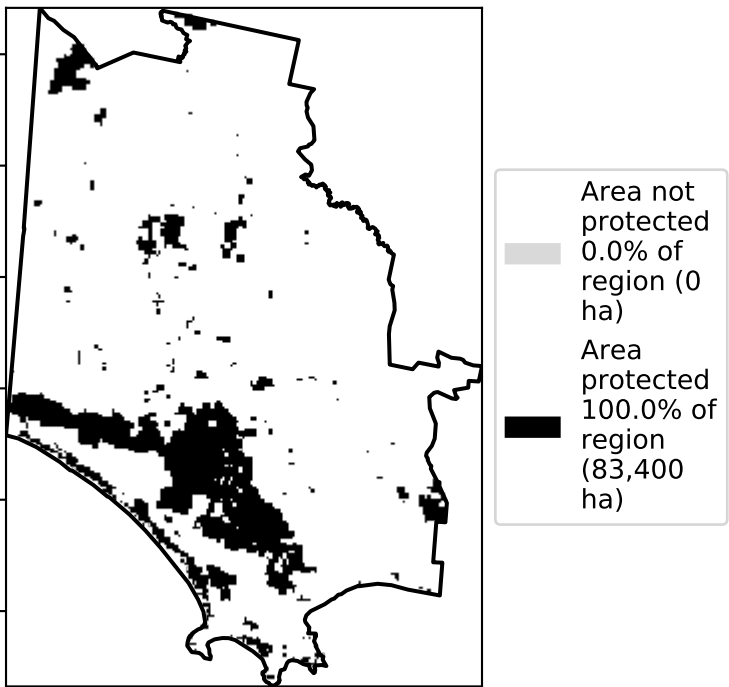 Area not
protected
0.0% of
region (0
ha)
Area
protected
100.0% of
region
(83,400
ha)